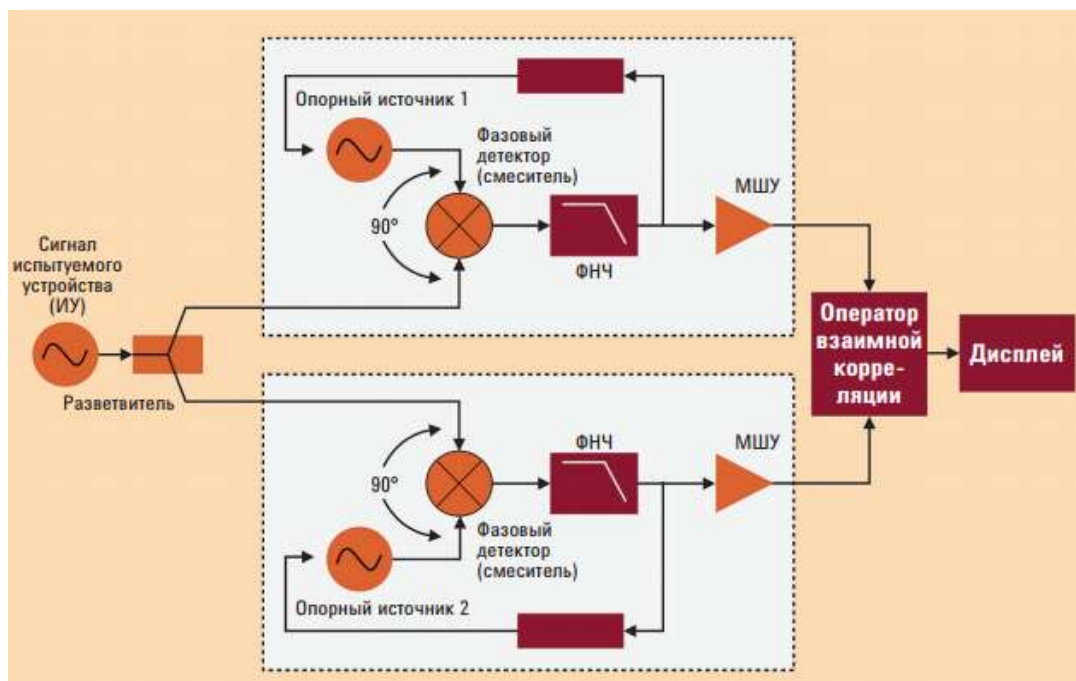 Опорный источник 1
Фазовый
детектор
(смеситель)
90°
ФНЧ
МШУ
Сигнал
испытуемого
устройства
(ИУ)
Разветвитель
Оператор
взаимной
корре-
ляции
Дисплей
90°
ФНЧ
МШУ
Фазовый
детектор
(смеситель)
Опорный источник 2